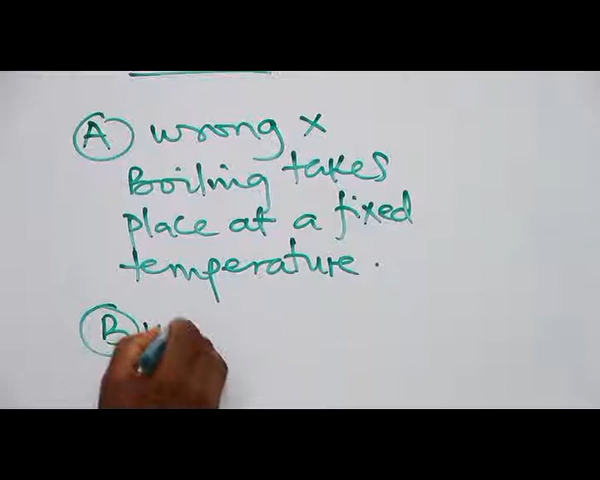 A wrong x
Boiling takes
place at a fixed
temperature.
B